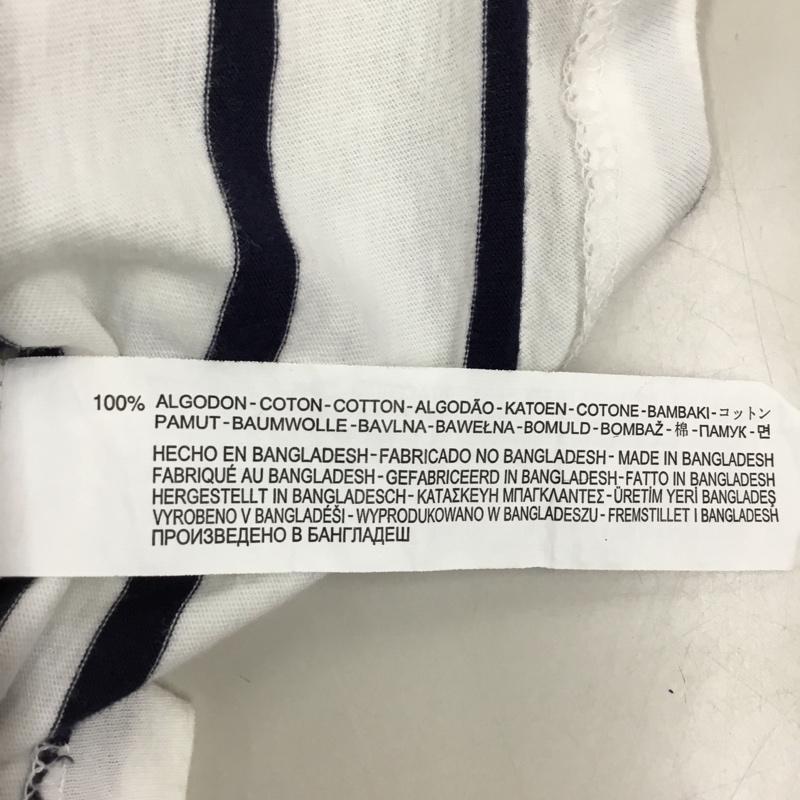 100% ALGODON-COTON-COTTON-ALGODÃO-KATOEN-COTONE-BAMBAKI-コットン
PAMUT-BAUMWOLLE-BAVLNA-BAWEŁNA-BOMULD-BOMBAŽ-棉-ПАМУК-면
HECHO EN BANGLADESH-FABRICADO NO BANGLADESH-MADE IN BANGLADESH
FABRIQUÉ AU BANGLADESH-GEFABRICEERD IN BANGLADESH-FATTO IN BANGLADESH
HERGESTELLT IN BANGLADESCH-ΚΑΤΑΣΚΕΥΗ ΜΠΑΓΚΛΑΝΤΕΣ-ÜRETİM YERİ BANGLADEŞ
VYROBENO V BANGLADÉŠI-WYPRODUKOWANO W BANGLADESZU-FREMSTILLET I BANGLADESH
ПРОИЗВЕДЕНО В БАНГЛАДЕШ